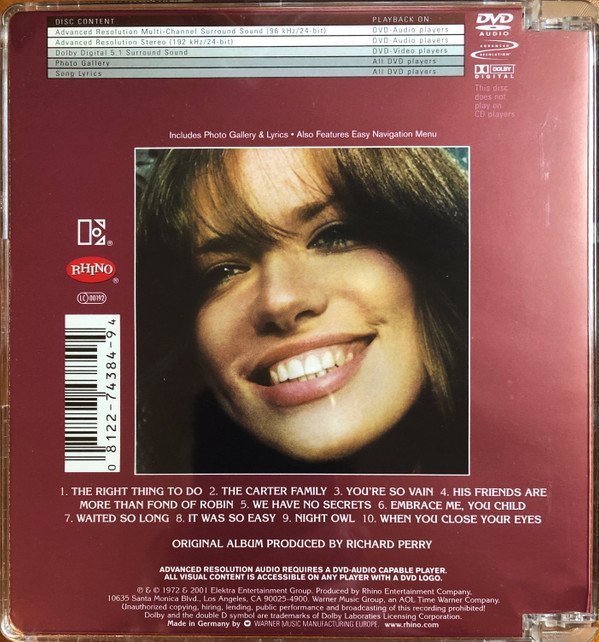 DISC CONTENT PLAYBACK ON:
Advanced Resolution Multi-Channel Surround Sound (96 kHz/24-bit) DVD-Audio players
Advanced Resolution Stereo (192 kHz/24-bit) DVD-Audio players
Dolby Digital 5.1 Surround Sound DVD-Video players
Photo Gallery All DVD players
Song Lyrics All DVD players
DVD
AUDIO
ADVANCED
RESOLUTION
DOLBY
DIGITAL
This disc
does not
play on
CD players
Includes Photo Gallery & Lyrics • Also Features Easy Navigation Menu
RHINO
LC 00192
0 8122-74384-9 4
1. THE RIGHT THING TO DO 2. THE CARTER FAMILY 3. YOU'RE SO VAIN 4. HIS FRIENDS ARE
MORE THAN FOND OF ROBIN 5. WE HAVE NO SECRETS 6. EMBRACE ME, YOU CHILD
7. WAITED SO LONG 8. IT WAS SO EASY 9. NIGHT OWL 10. WHEN YOU CLOSE YOUR EYES
ORIGINAL ALBUM PRODUCED BY RICHARD PERRY
ADVANCED RESOLUTION AUDIO REQUIRES A DVD-AUDIO CAPABLE PLAYER.
ALL VISUAL CONTENT IS ACCESSIBLE ON ANY PLAYER WITH A DVD LOGO.
℗ & © 1972 & 2001 Elektra Entertainment Group. Produced by Rhino Entertainment Company,
10635 Santa Monica Blvd., Los Angeles, CA 90025-4900. Warner Music Group, an AOL Time Warner Company.
(Unauthorized copying, hiring, lending, public performance and broadcasting of this recording prohibited!
Dolby and the double D symbol are trademarks of Dolby Laboraties Licensing Corporation.
Made in Germany by WARNER MUSIC MANUFACTURING EUROPE. www.rhino.com